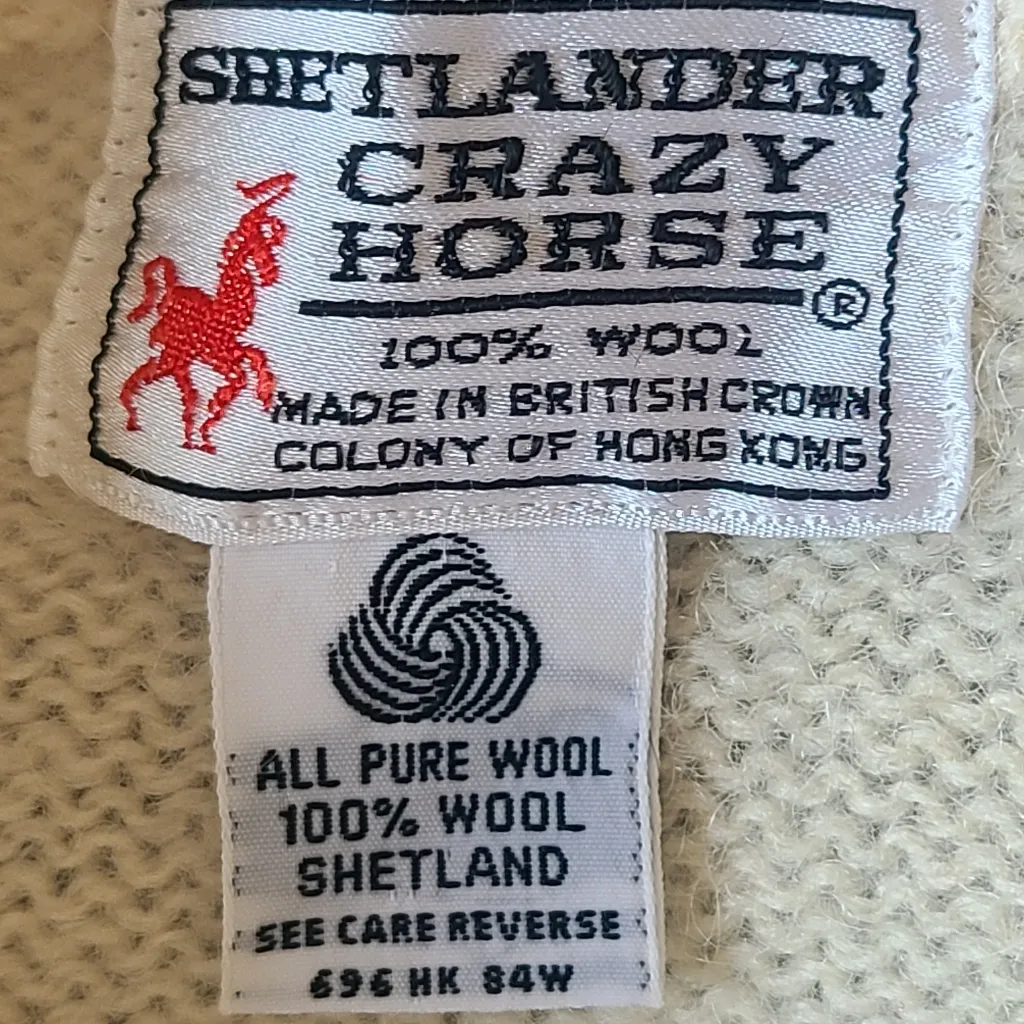 SHETLANDER
CRAZY
HORSE ®
100% WOOL
MADE IN BRITISH CROWN
COLONY OF HONG KONG
ALL PURE WOOL
100% WOOL
SHETLAND
SEE CARE REVERSE
696 HK 84W